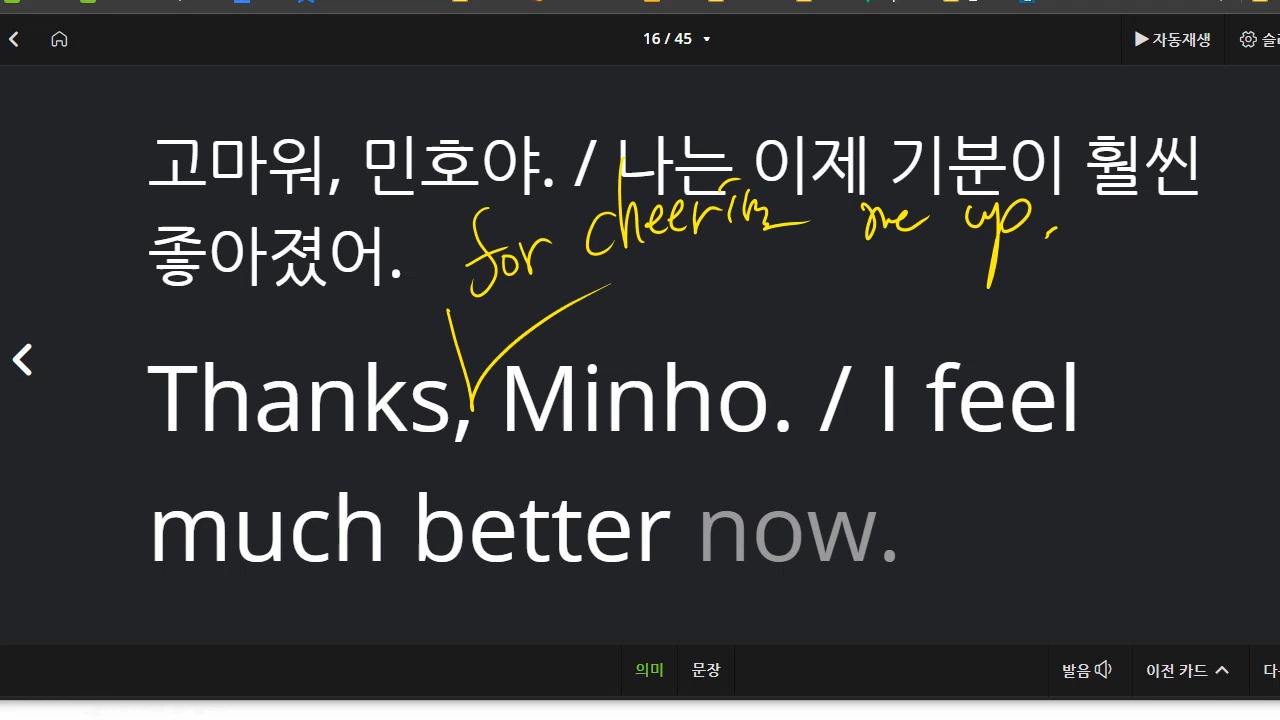 16 / 45
자동재생
고마워, 민호야. / 나는 이제 기분이 훨씬
좋아졌어.
for cheering me up.
Thanks, Minho. / I feel
much better now.
의미
문장
발음
이전 카드